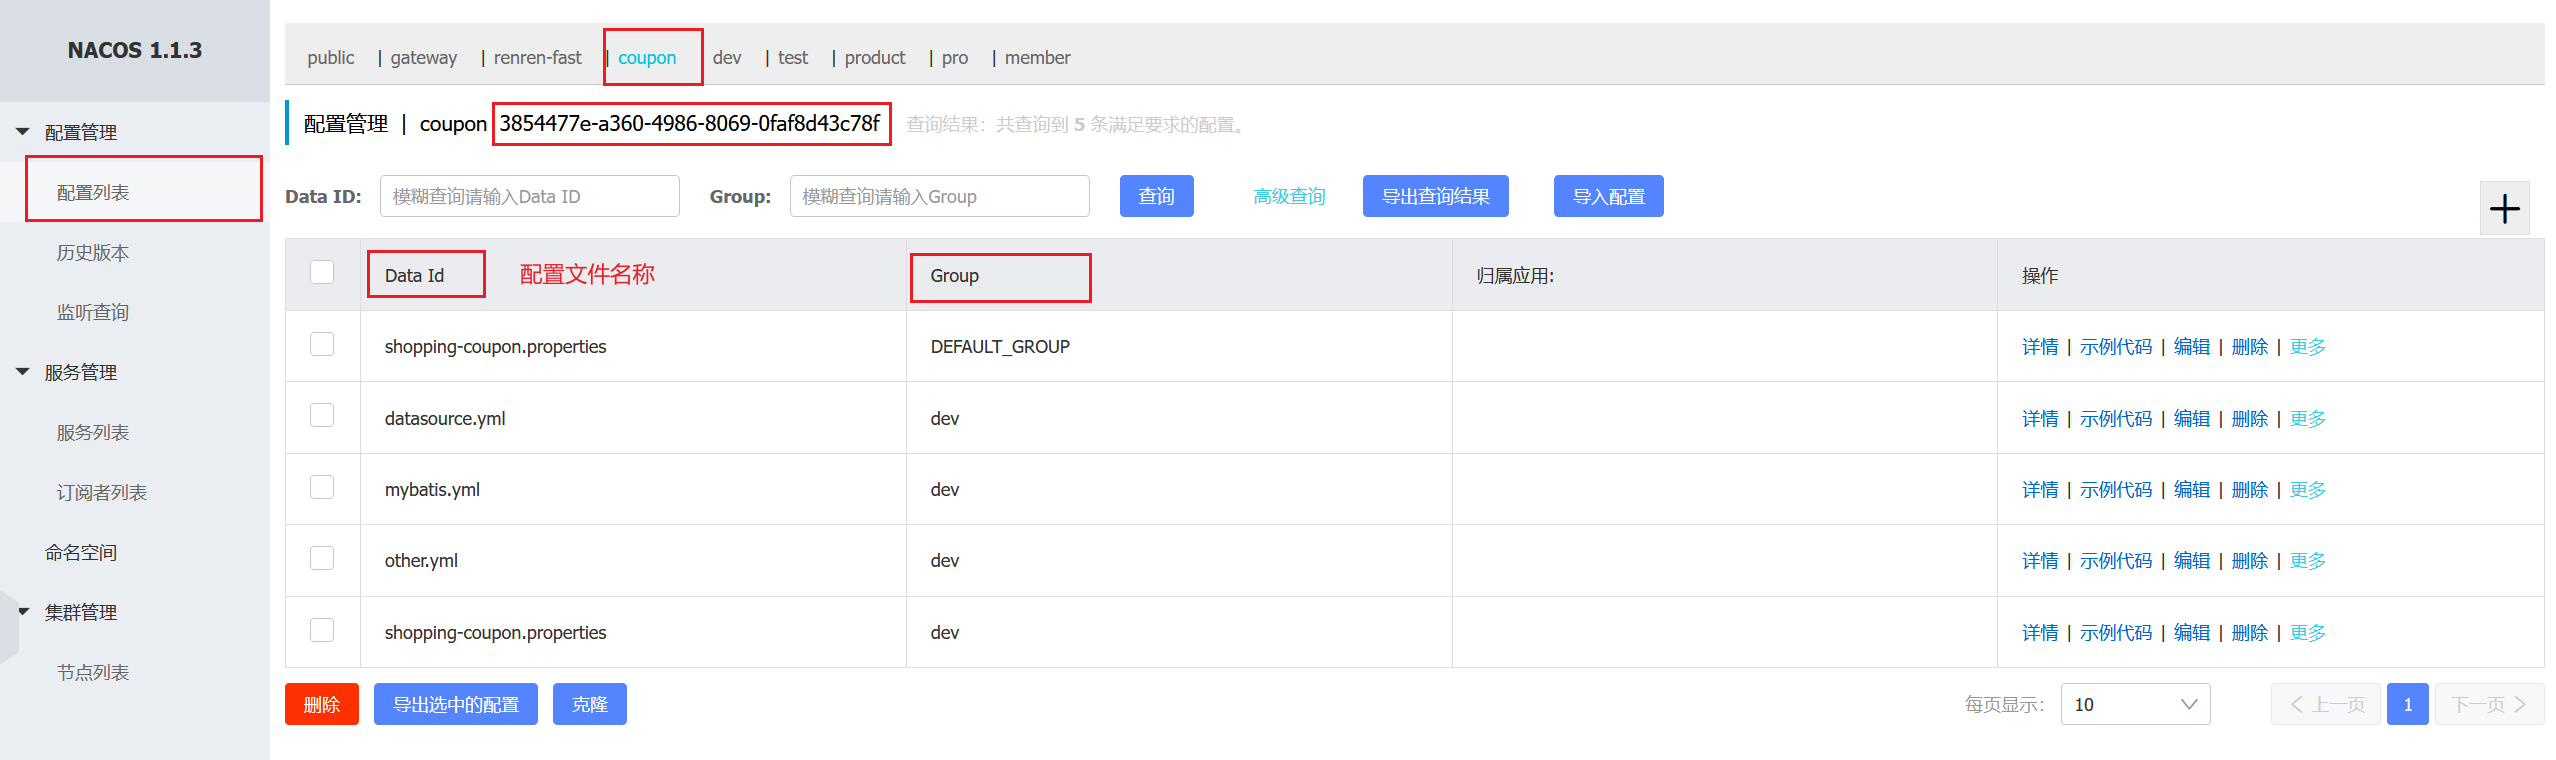 NACOS 1.1.3
配置管理
配置列表
历史版本
监听查询
服务管理
服务列表
订阅者列表
命名空间
集群管理
节点列表
public | gateway | renren-fast | coupon dev | test | product | pro | member
配置管理 | coupon 3854477e-a360-4986-8069-0faf8d43c78f 查询结果：共查询到 5 条满足要求的配置。
Data ID: 模糊查询请输入Data ID Group: 模糊查询请输入Group 查询 高级查询 导出查询结果 导入配置
Data Id 配置文件名称 Group 归属应用: 操作
shopping-coupon.properties DEFAULT_GROUP 详情 | 示例代码 | 编辑 | 删除 | 更多
datasource.yml dev 详情 | 示例代码 | 编辑 | 删除 | 更多
mybatis.yml dev 详情 | 示例代码 | 编辑 | 删除 | 更多
other.yml dev 详情 | 示例代码 | 编辑 | 删除 | 更多
shopping-coupon.properties dev 详情 | 示例代码 | 编辑 | 删除 | 更多
删除 导出选中的配置 克隆 每页显示: 10 上一页 1 下一页